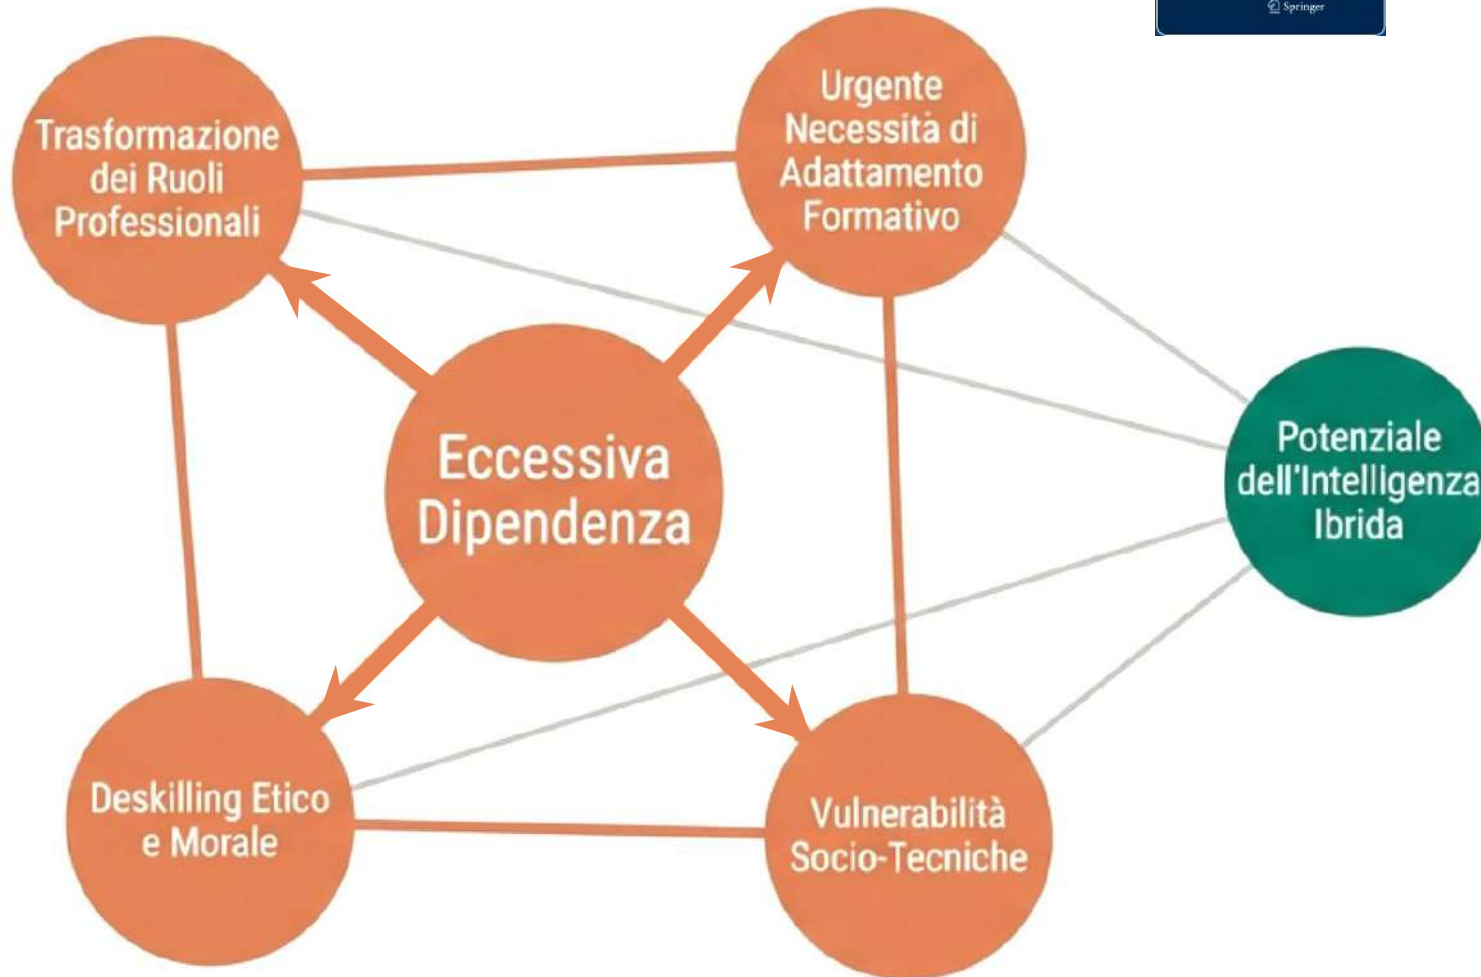 Springer
Trasformazione
dei Ruoli
Professionali
Urgente
Necessità di
Adattamento
Formativo
Eccessiva
Dipendenza
Potenziale
dell'Intelligenza
Ibrida
Deskilling Etico
e Morale
Vulnerabilità
Socio-Tecniche